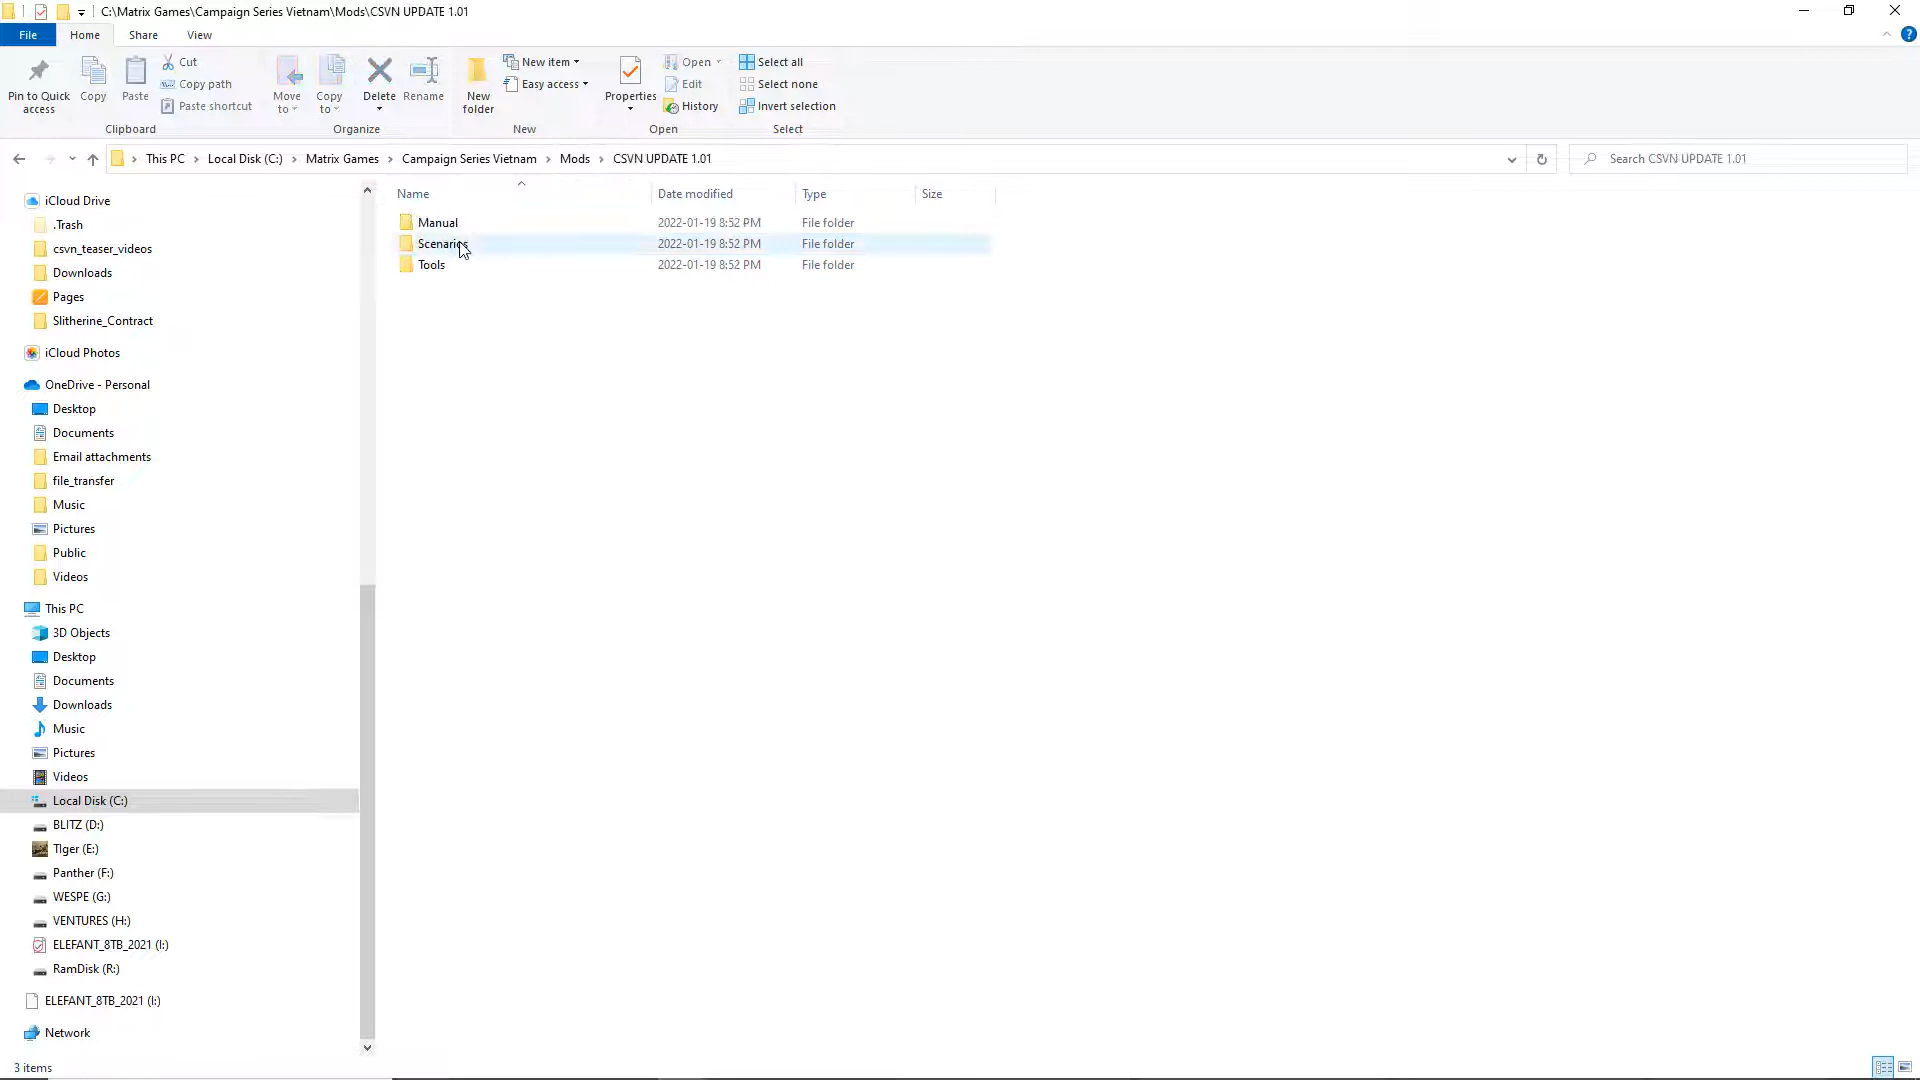 C:\Matrix Games\Campaign Series Vietnam\Mods\CSVN UPDATE 1.01
File Home Share View
Pin to Quick access
Copy
Paste
Cut
Copy path
Paste shortcut
Clipboard
Move to
Copy to
Delete
Rename
Organize
New folder
New item
Easy access
New
Properties
Open
Edit
History
Open
Select all
Select none
Invert selection
Select
This PC Local Disk (C:) Matrix Games Campaign Series Vietnam Mods CSVN UPDATE 1.01
Search CSVN UPDATE 1.01
iCloud Drive
.Trash
csvn_teaser_videos
Downloads
Pages
Slitherine_Contract
iCloud Photos
OneDrive - Personal
Desktop
Documents
Email attachments
file_transfer
Music
Pictures
Public
Videos
This PC
3D Objects
Desktop
Documents
Downloads
Music
Pictures
Videos
Local Disk (C:)
BLITZ (D:)
TIger (E:)
Panther (F:)
WESPE (G:)
VENTURES (H:)
ELEFANT_8TB_2021 (I:)
RamDisk (R:)
ELEFANT_8TB_2021 (I:)
Network
Name Date modified Type Size
Manual 2022-01-19 8:52 PM File folder
Scenarios 2022-01-19 8:52 PM File folder
Tools 2022-01-19 8:52 PM File folder
3 items